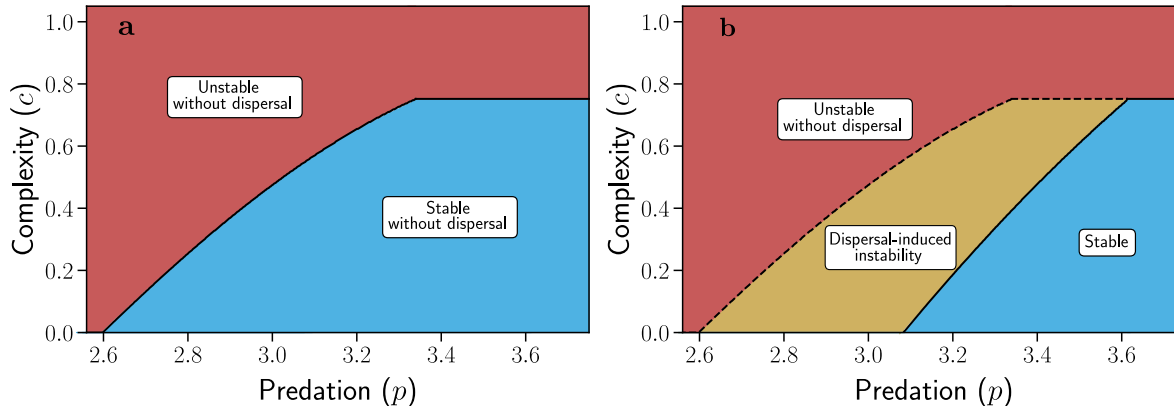 a
Unstable
without dispersal
Stable
without dispersal
Complexity (c)
1.0
0.8
0.6
0.4
0.2
0.0
2.6 2.8 3.0 3.2 3.4 3.6
Predation (p)
b
Unstable
without dispersal
Dispersal-induced
instability
Stable
Complexity (c)
1.0
0.8
0.6
0.4
0.2
0.0
2.6 2.8 3.0 3.2 3.4 3.6
Predation (p)